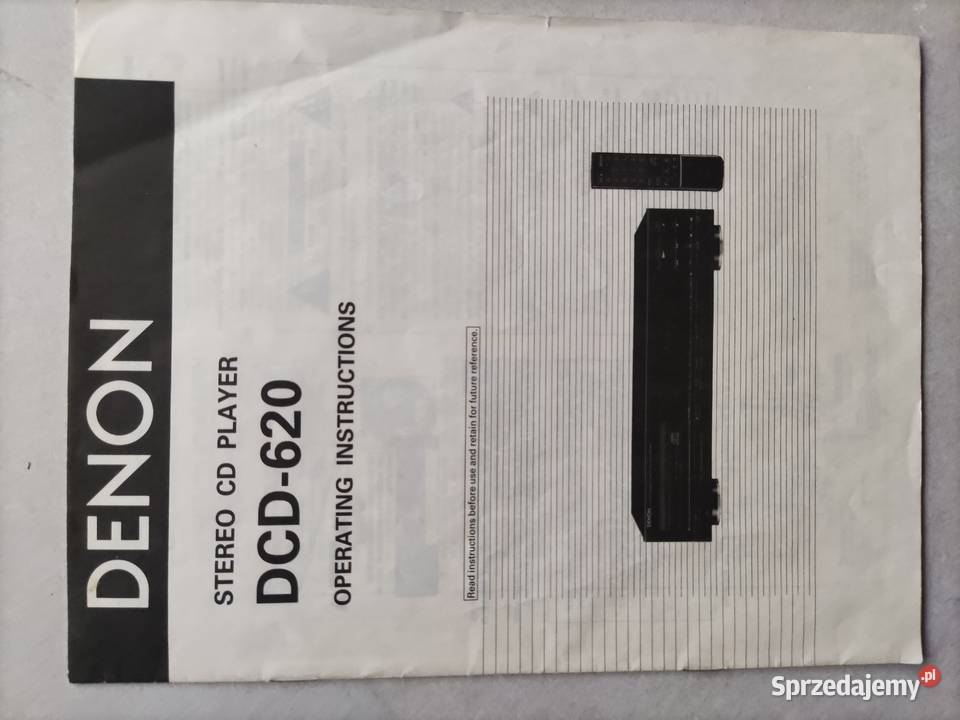 DENON
STEREO CD PLAYER
DCD-620
OPERATING INSTRUCTIONS
Read instructions before use and retain for future reference.
DENON
Sprzedajemy.pl